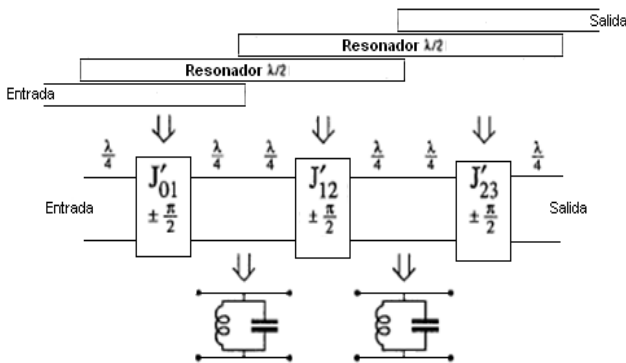 Salida
Resonador λ/2
Resonador λ/2
Entrada
λ/4 λ/4 λ/4 λ/4 λ/4 λ/4
J′01 J′12 J′23
± π/2 ± π/2 ± π/2
Entrada Salida